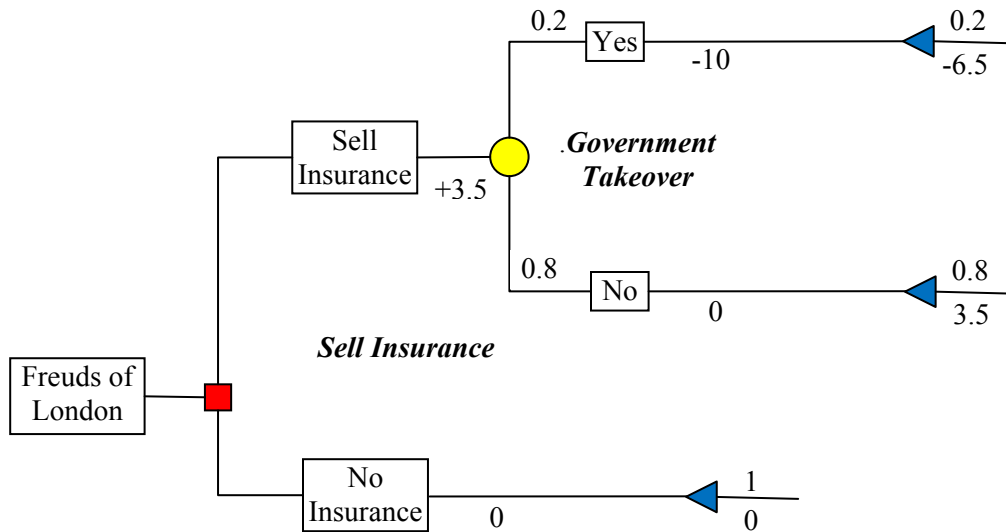 0.2
Yes
-10
0.2
-6.5
Sell
Insurance
+3.5
.Government
Takeover
0.8
No
0
0.8
3.5
Sell Insurance
Freuds of
London
No
Insurance
0
1
0